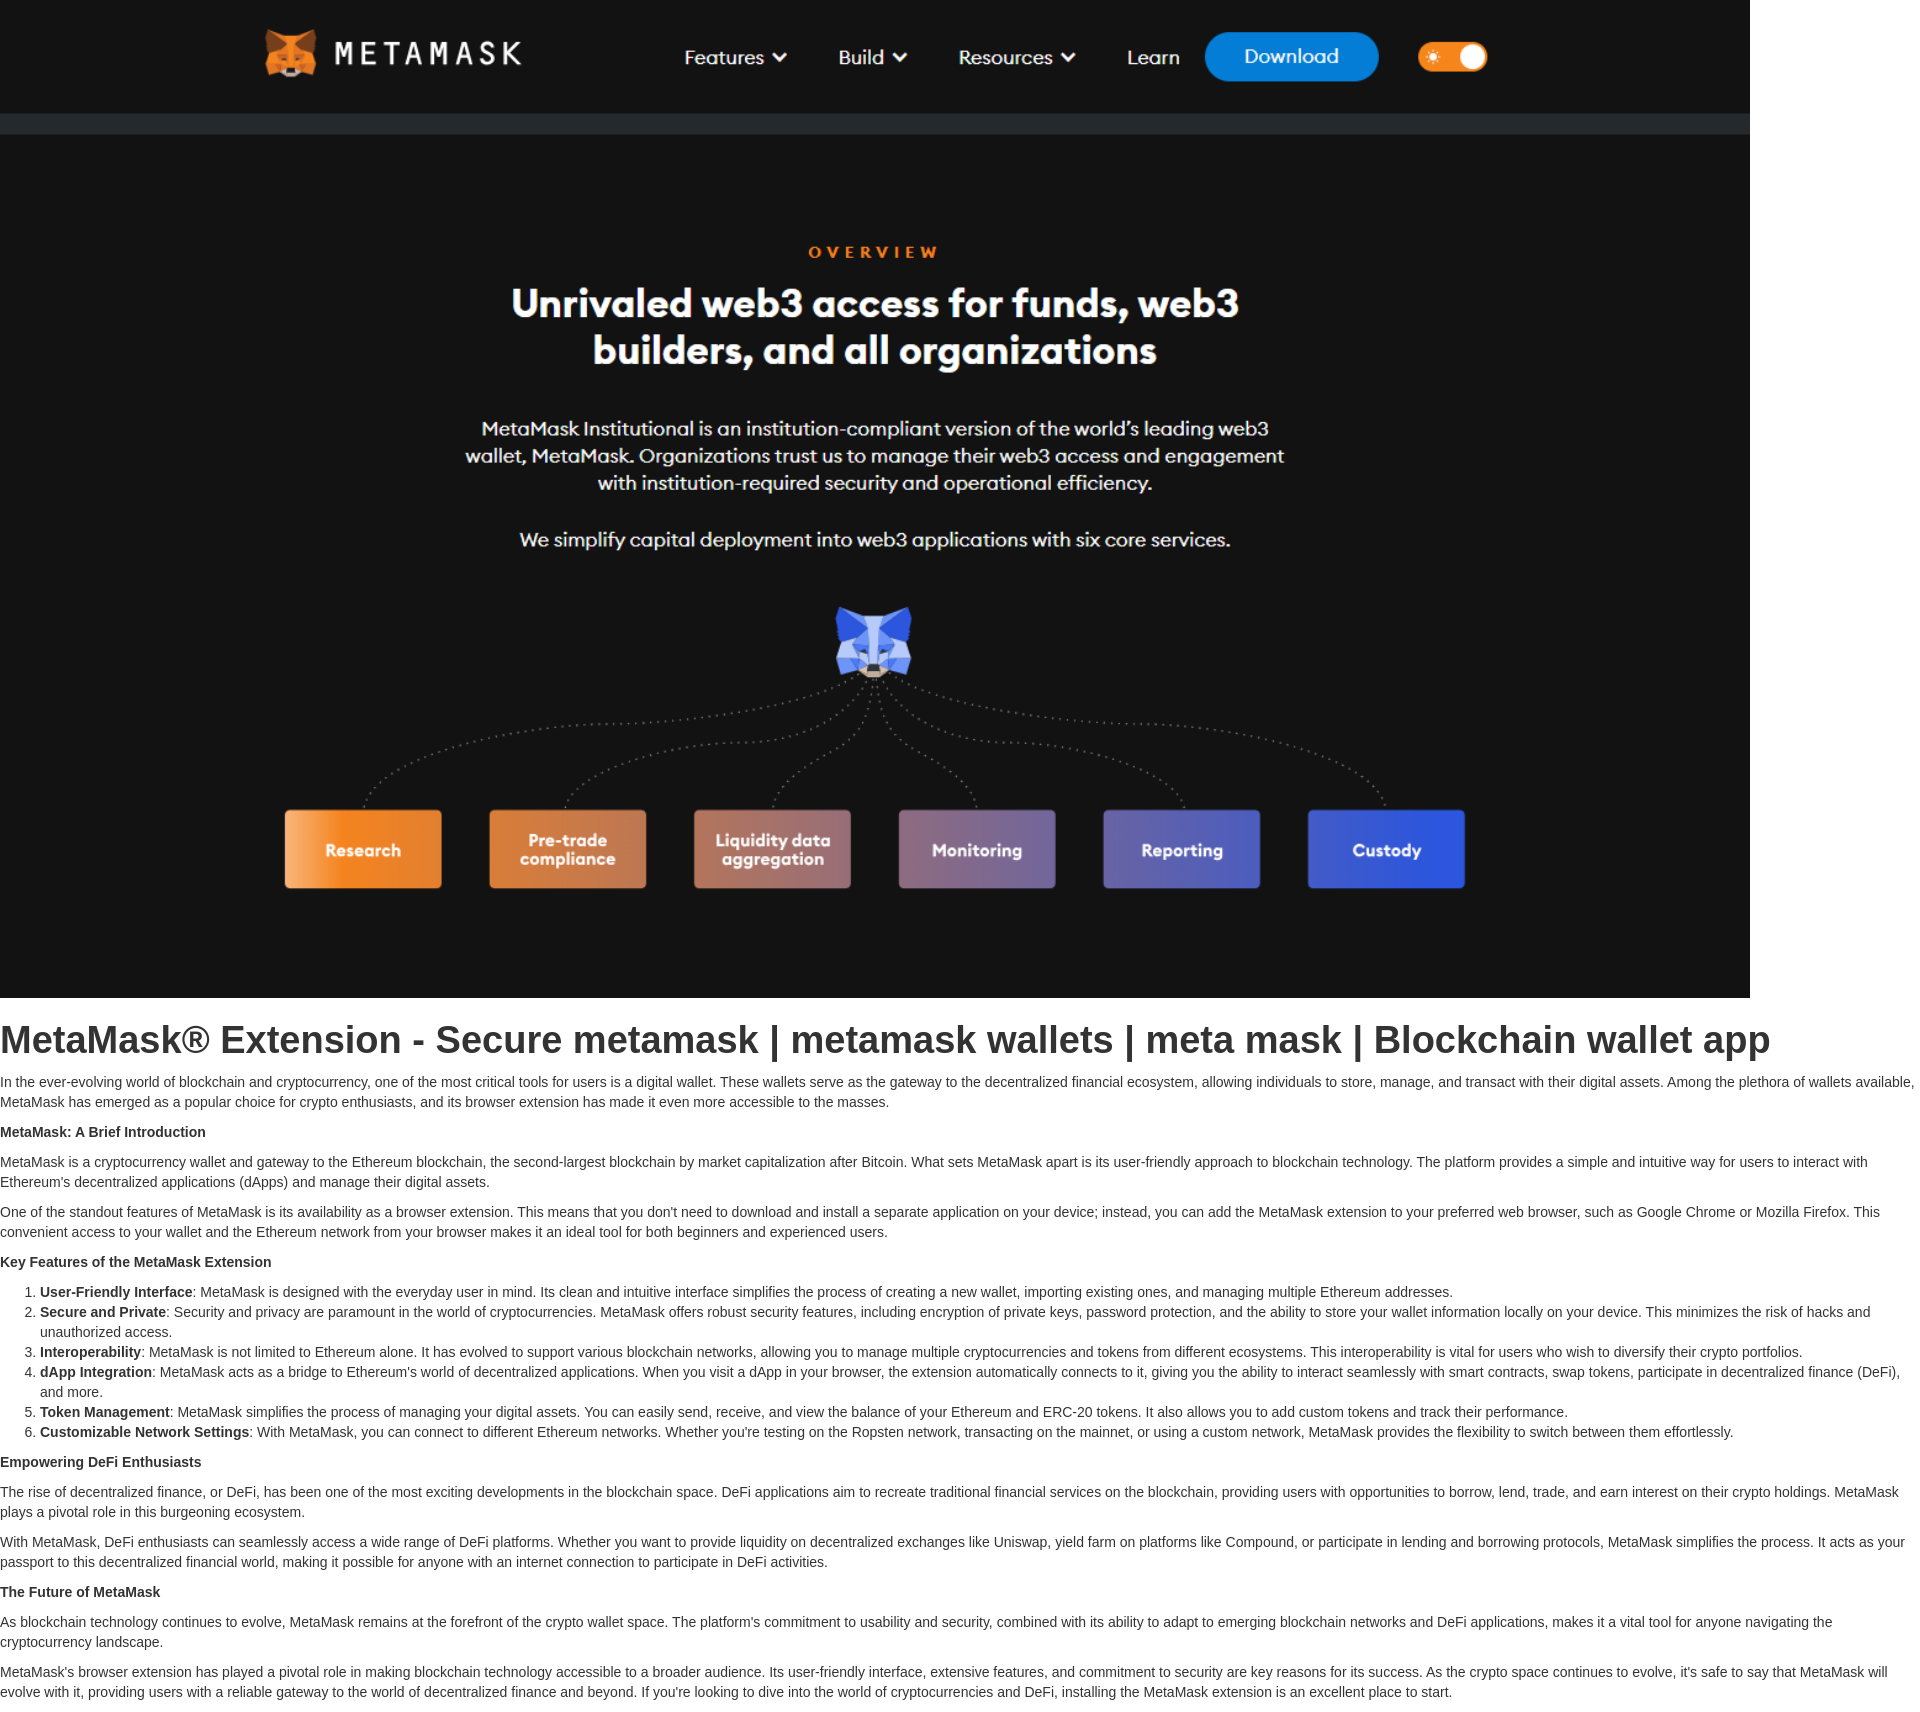 METAMASK
Features
Build
Resources
Learn
Download
OVERVIEW
Unrivaled web3 access for funds, web3
builders, and all organizations
MetaMask Institutional is an institution-compliant version of the world’s leading web3
wallet, MetaMask. Organizations trust us to manage their web3 access and engagement
with institution-required security and operational efficiency.
We simplify capital deployment into web3 applications with six core services.
Research
Pre-trade
compliance
Liquidity data
aggregation
Monitoring
Reporting
Custody
MetaMask® Extension - Secure metamask | metamask wallets | meta mask | Blockchain wallet app
In the ever-evolving world of blockchain and cryptocurrency, one of the most critical tools for users is a digital wallet. These wallets serve as the gateway to the decentralized financial ecosystem, allowing individuals to store, manage, and transact with their digital assets. Among the plethora of wallets available,
MetaMask has emerged as a popular choice for crypto enthusiasts, and its browser extension has made it even more accessible to the masses.
MetaMask: A Brief Introduction
MetaMask is a cryptocurrency wallet and gateway to the Ethereum blockchain, the second-largest blockchain by market capitalization after Bitcoin. What sets MetaMask apart is its user-friendly approach to blockchain technology. The platform provides a simple and intuitive way for users to interact with
Ethereum's decentralized applications (dApps) and manage their digital assets.
One of the standout features of MetaMask is its availability as a browser extension. This means that you don't need to download and install a separate application on your device; instead, you can add the MetaMask extension to your preferred web browser, such as Google Chrome or Mozilla Firefox. This
convenient access to your wallet and the Ethereum network from your browser makes it an ideal tool for both beginners and experienced users.
Key Features of the MetaMask Extension
1. User-Friendly Interface: MetaMask is designed with the everyday user in mind. Its clean and intuitive interface simplifies the process of creating a new wallet, importing existing ones, and managing multiple Ethereum addresses.
2. Secure and Private: Security and privacy are paramount in the world of cryptocurrencies. MetaMask offers robust security features, including encryption of private keys, password protection, and the ability to store your wallet information locally on your device. This minimizes the risk of hacks and
unauthorized access.
3. Interoperability: MetaMask is not limited to Ethereum alone. It has evolved to support various blockchain networks, allowing you to manage multiple cryptocurrencies and tokens from different ecosystems. This interoperability is vital for users who wish to diversify their crypto portfolios.
4. dApp Integration: MetaMask acts as a bridge to Ethereum's world of decentralized applications. When you visit a dApp in your browser, the extension automatically connects to it, giving you the ability to interact seamlessly with smart contracts, swap tokens, participate in decentralized finance (DeFi),
and more.
5. Token Management: MetaMask simplifies the process of managing your digital assets. You can easily send, receive, and view the balance of your Ethereum and ERC-20 tokens. It also allows you to add custom tokens and track their performance.
6. Customizable Network Settings: With MetaMask, you can connect to different Ethereum networks. Whether you're testing on the Ropsten network, transacting on the mainnet, or using a custom network, MetaMask provides the flexibility to switch between them effortlessly.
Empowering DeFi Enthusiasts
The rise of decentralized finance, or DeFi, has been one of the most exciting developments in the blockchain space. DeFi applications aim to recreate traditional financial services on the blockchain, providing users with opportunities to borrow, lend, trade, and earn interest on their crypto holdings. MetaMask
plays a pivotal role in this burgeoning ecosystem.
With MetaMask, DeFi enthusiasts can seamlessly access a wide range of DeFi platforms. Whether you want to provide liquidity on decentralized exchanges like Uniswap, yield farm on platforms like Compound, or participate in lending and borrowing protocols, MetaMask simplifies the process. It acts as your
passport to this decentralized financial world, making it possible for anyone with an internet connection to participate in DeFi activities.
The Future of MetaMask
As blockchain technology continues to evolve, MetaMask remains at the forefront of the crypto wallet space. The platform's commitment to usability and security, combined with its ability to adapt to emerging blockchain networks and DeFi applications, makes it a vital tool for anyone navigating the
cryptocurrency landscape.
MetaMask's browser extension has played a pivotal role in making blockchain technology accessible to a broader audience. Its user-friendly interface, extensive features, and commitment to security are key reasons for its success. As the crypto space continues to evolve, it's safe to say that MetaMask will
evolve with it, providing users with a reliable gateway to the world of decentralized finance and beyond. If you're looking to dive into the world of cryptocurrencies and DeFi, installing the MetaMask extension is an excellent place to start.